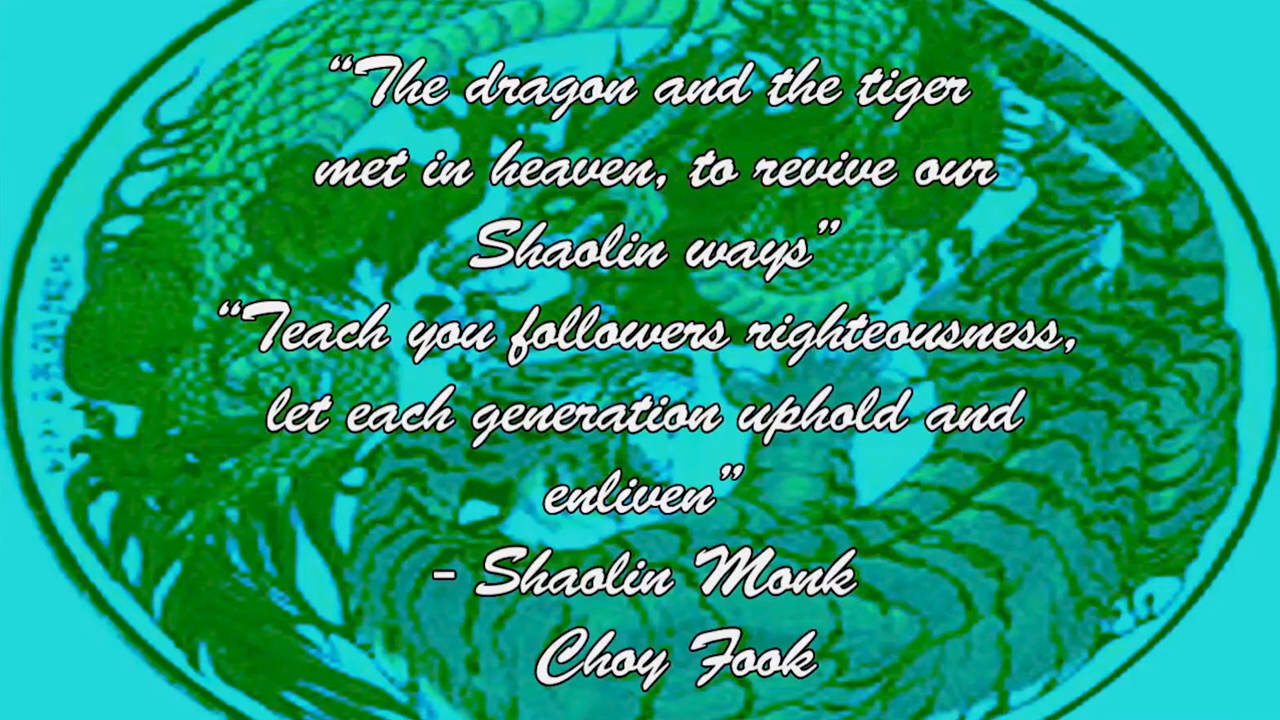 “The dragon and the tiger
met in heaven, to revive our
Shaolin ways”
“Teach you followers righteousness,
let each generation uphold and
enliven”
- Shaolin Monk
Choy Fook